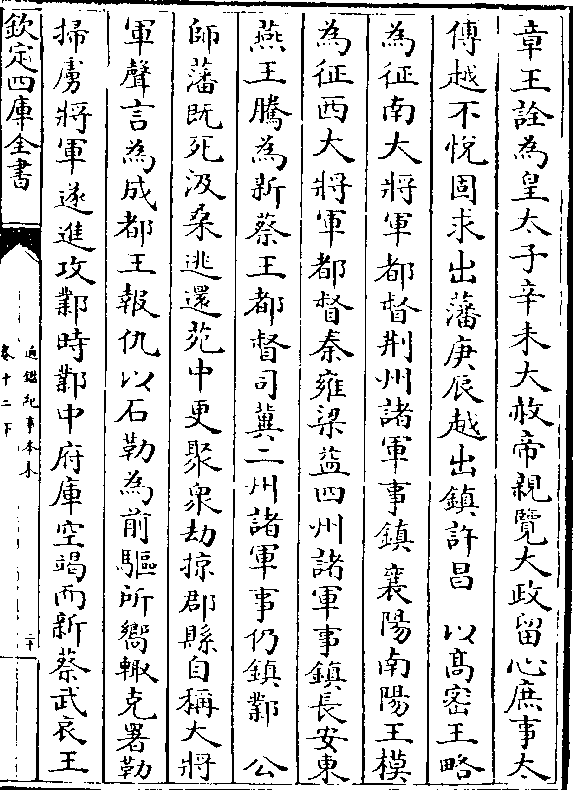 章王詮為皇太子辛未大赦帝親覽大政留心庶事太
傅越不悅固求出藩庚辰越出鎮許昌　以髙密王略
為征南大將軍都督荆州諸軍事鎮襄陽南陽王模
為征西大將軍都督秦雍梁益四州諸軍事鎮長安東
燕王騰為新蔡王都督司冀二州諸軍事仍鎮鄴　公
師藩既死汲桑逃還苑中更聚衆劫掠郡縣自稱大將
軍聲言為成都王報仇以石勒為前驅所嚮輙克署勒
掃虜將軍遂進攻鄴時鄴中府庫空竭而新蔡武哀王
欽定四庫全書
通鑑紀事本末
卷十二下
二十